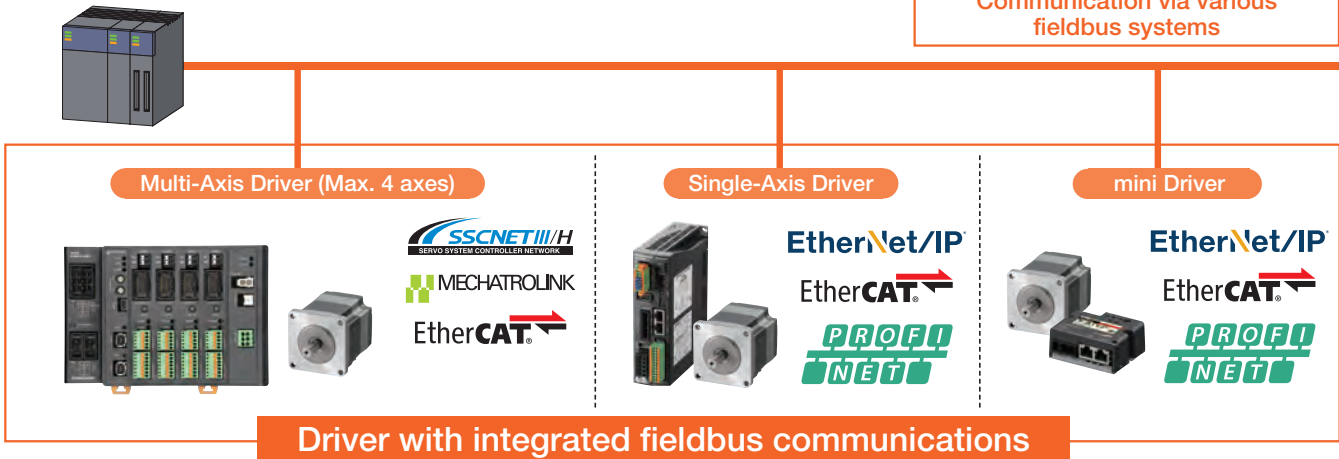 Communication via various
fieldbus systems
Multi-Axis Driver (Max. 4 axes)
Single-Axis Driver
mini Driver
SSCNETIII/H
SERVO SYSTEM CONTROLLER NETWORK
MECHATROLINK
EtherCAT®
EtherNet/IP
EtherCAT®
PROFI
NET
EtherNet/IP
EtherCAT®
PROFI
NET
Driver with integrated fieldbus communications